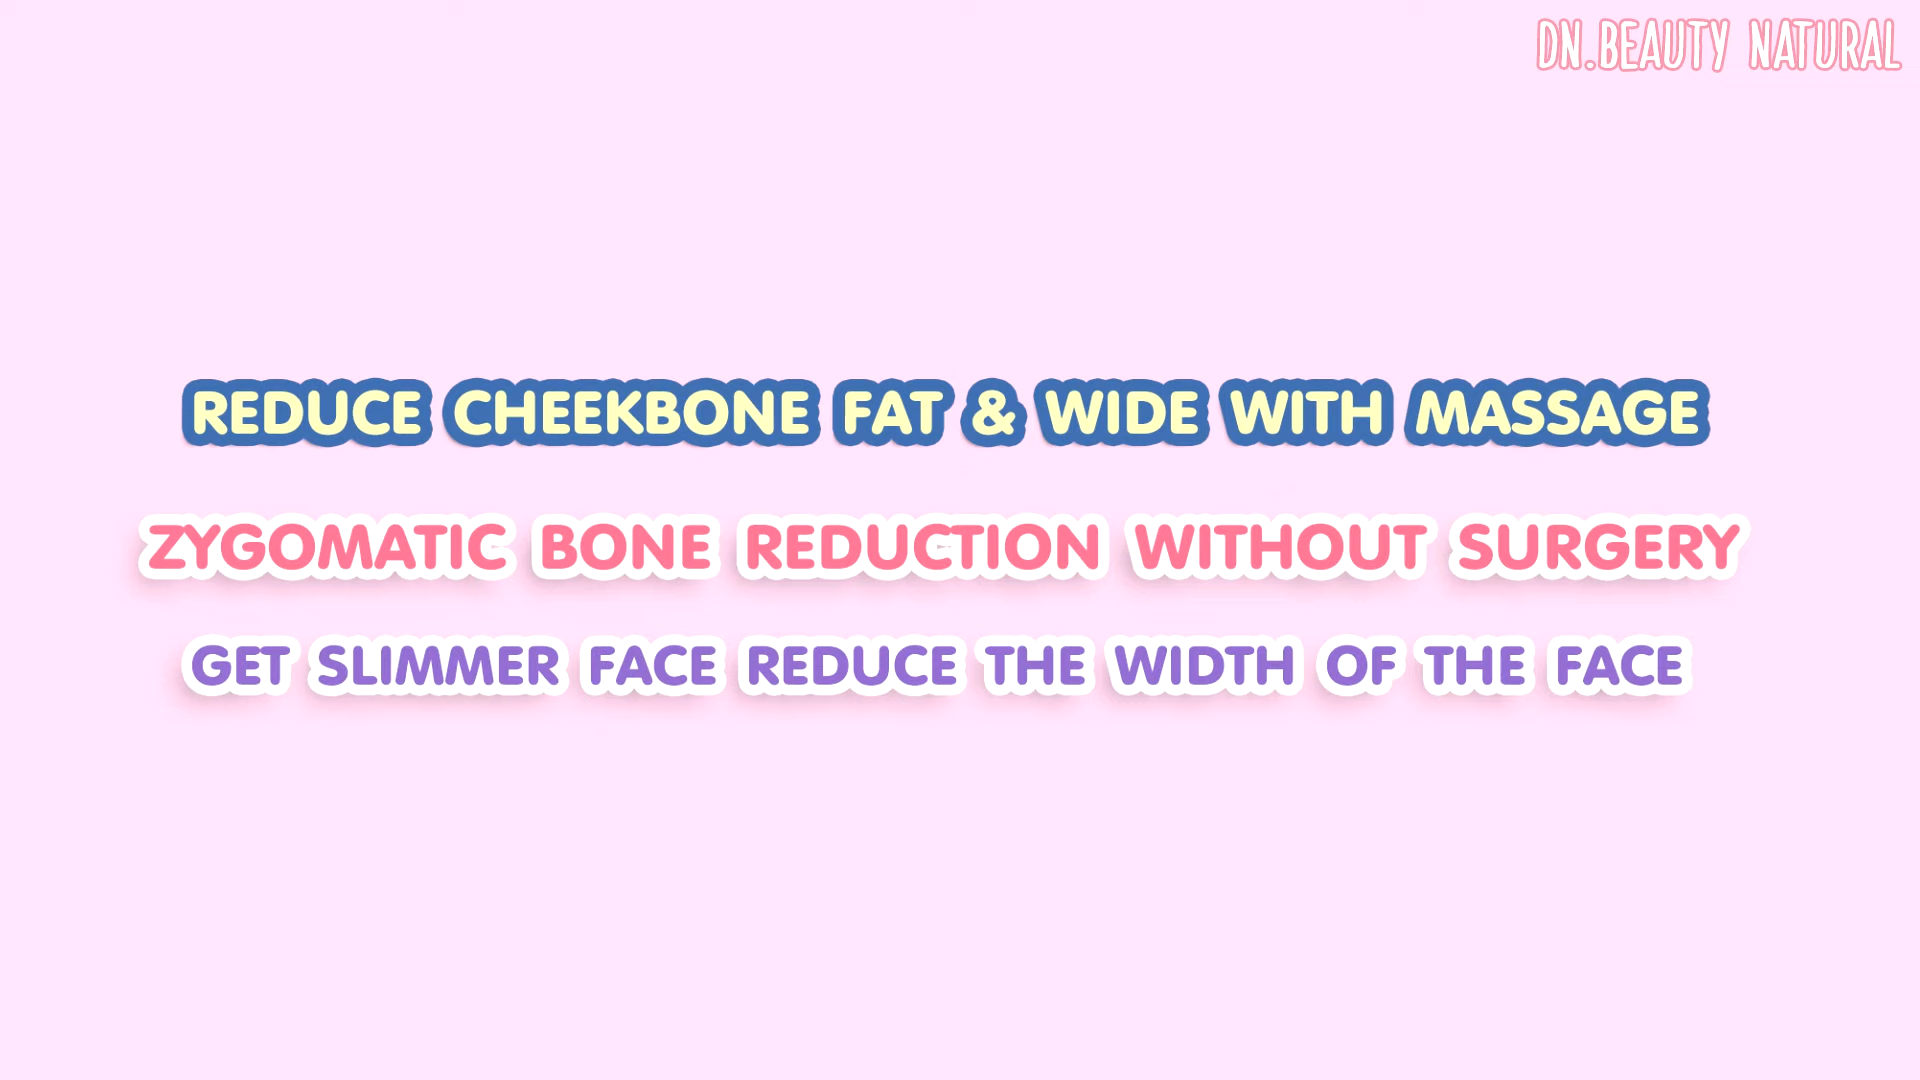 DN.BEAUTY NATURAL
REDUCE CHEEKBONE FAT & WIDE WITH MASSAGE
ZYGOMATIC BONE REDUCTION WITHOUT SURGERY
GET SLIMMER FACE REDUCE THE WIDTH OF THE FACE